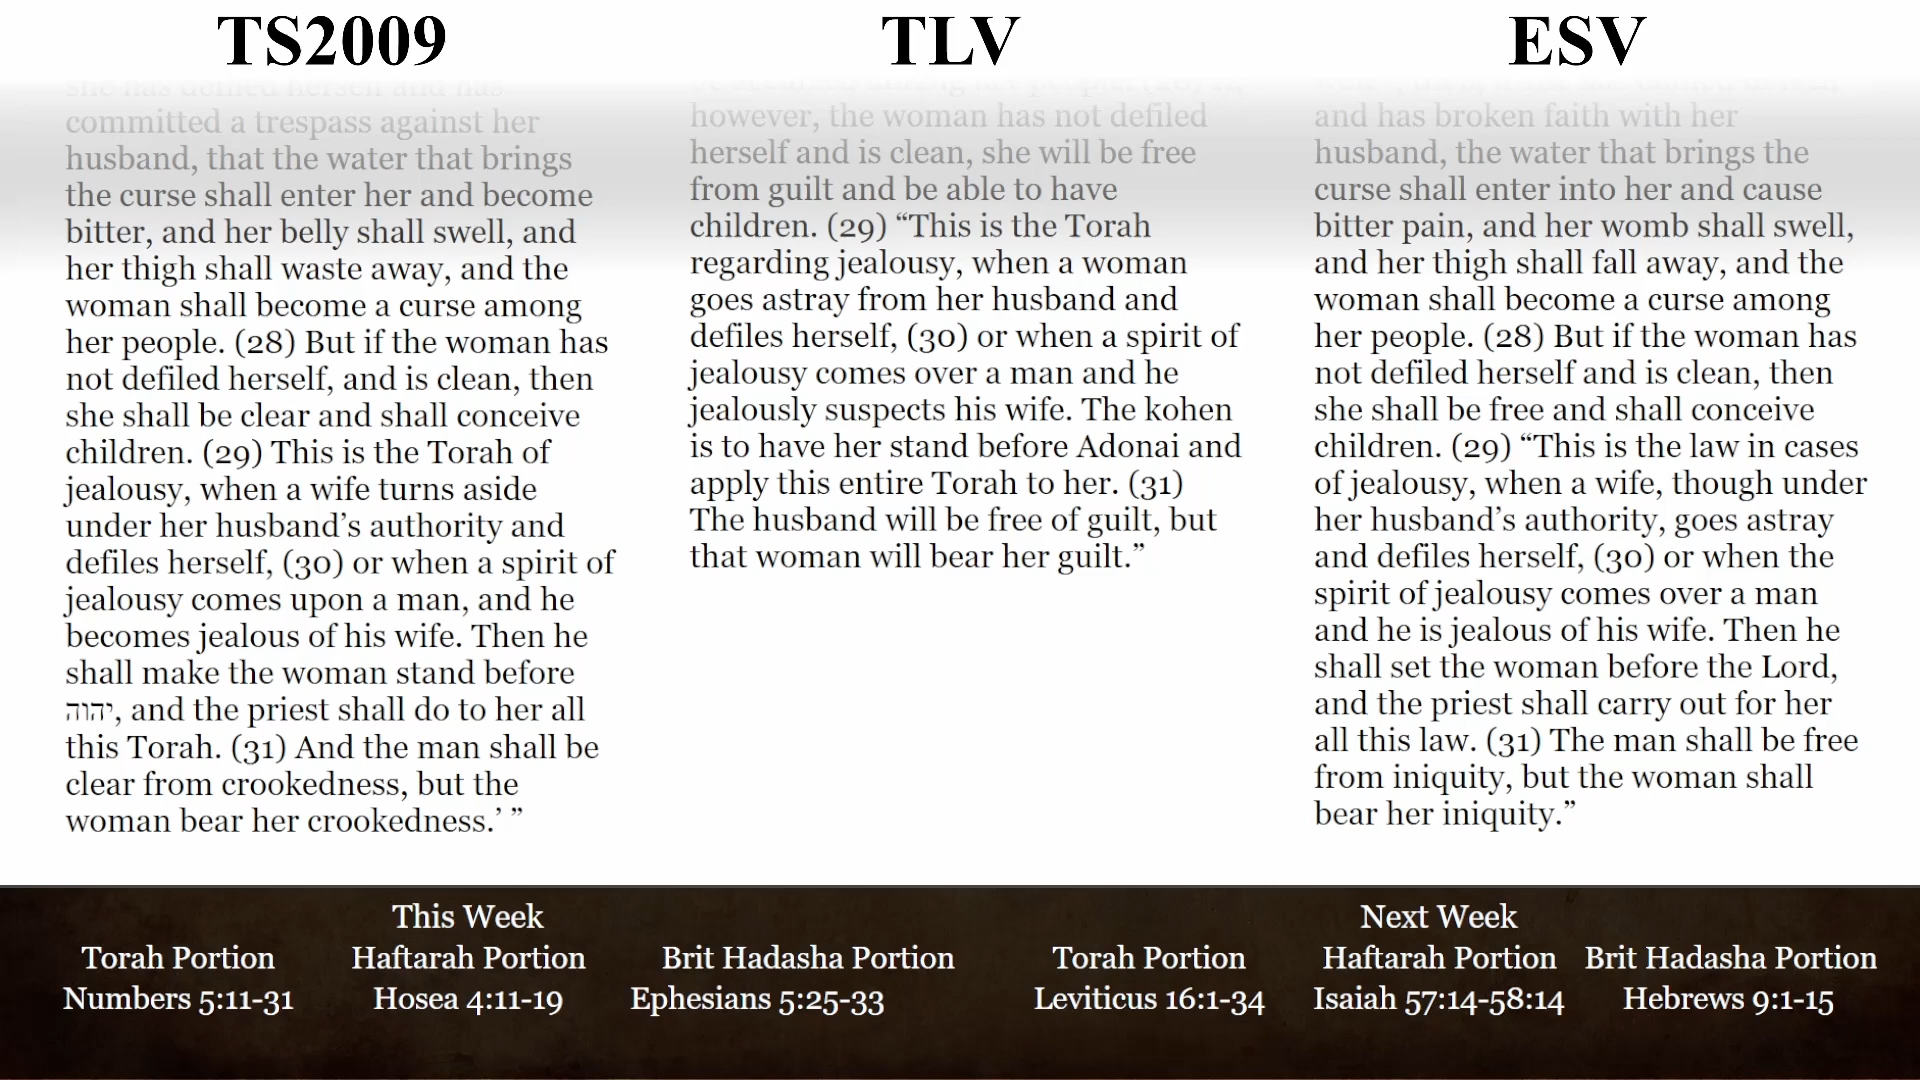 TS2009
she has defiled herself and has
committed a trespass against her
husband, that the water that brings
the curse shall enter her and become
bitter, and her belly shall swell, and
her thigh shall waste away, and the
woman shall become a curse among
her people. (28) But if the woman has
not defiled herself, and is clean, then
she shall be clear and shall conceive
children. (29) This is the Torah of
jealousy, when a wife turns aside
under her husband’s authority and
defiles herself, (30) or when a spirit of
jealousy comes upon a man, and he
becomes jealous of his wife. Then he
shall make the woman stand before
יהוה, and the priest shall do to her all
this Torah. (31) And the man shall be
clear from crookedness, but the
woman bear her crookedness.’ ”
TLV
however, the woman has not defiled
herself and is clean, she will be free
from guilt and be able to have
children. (29) “This is the Torah
regarding jealousy, when a woman
goes astray from her husband and
defiles herself, (30) or when a spirit of
jealousy comes over a man and he
jealously suspects his wife. The kohen
is to have her stand before Adonai and
apply this entire Torah to her. (31)
The husband will be free of guilt, but
that woman will bear her guilt.”
ESV
and has broken faith with her
husband, the water that brings the
curse shall enter into her and cause
bitter pain, and her womb shall swell,
and her thigh shall fall away, and the
woman shall become a curse among
her people. (28) But if the woman has
not defiled herself and is clean, then
she shall be free and shall conceive
children. (29) “This is the law in cases
of jealousy, when a wife, though under
her husband’s authority, goes astray
and defiles herself, (30) or when the
spirit of jealousy comes over a man
and he is jealous of his wife. Then he
shall set the woman before the Lord,
and the priest shall carry out for her
all this law. (31) The man shall be free
from iniquity, but the woman shall
bear her iniquity.”
This Week
Torah Portion Haftarah Portion Brit Hadasha Portion
Numbers 5:11-31 Hosea 4:11-19 Ephesians 5:25-33
Next Week
Torah Portion Haftarah Portion Brit Hadasha Portion
Leviticus 16:1-34 Isaiah 57:14-58:14 Hebrews 9:1-15